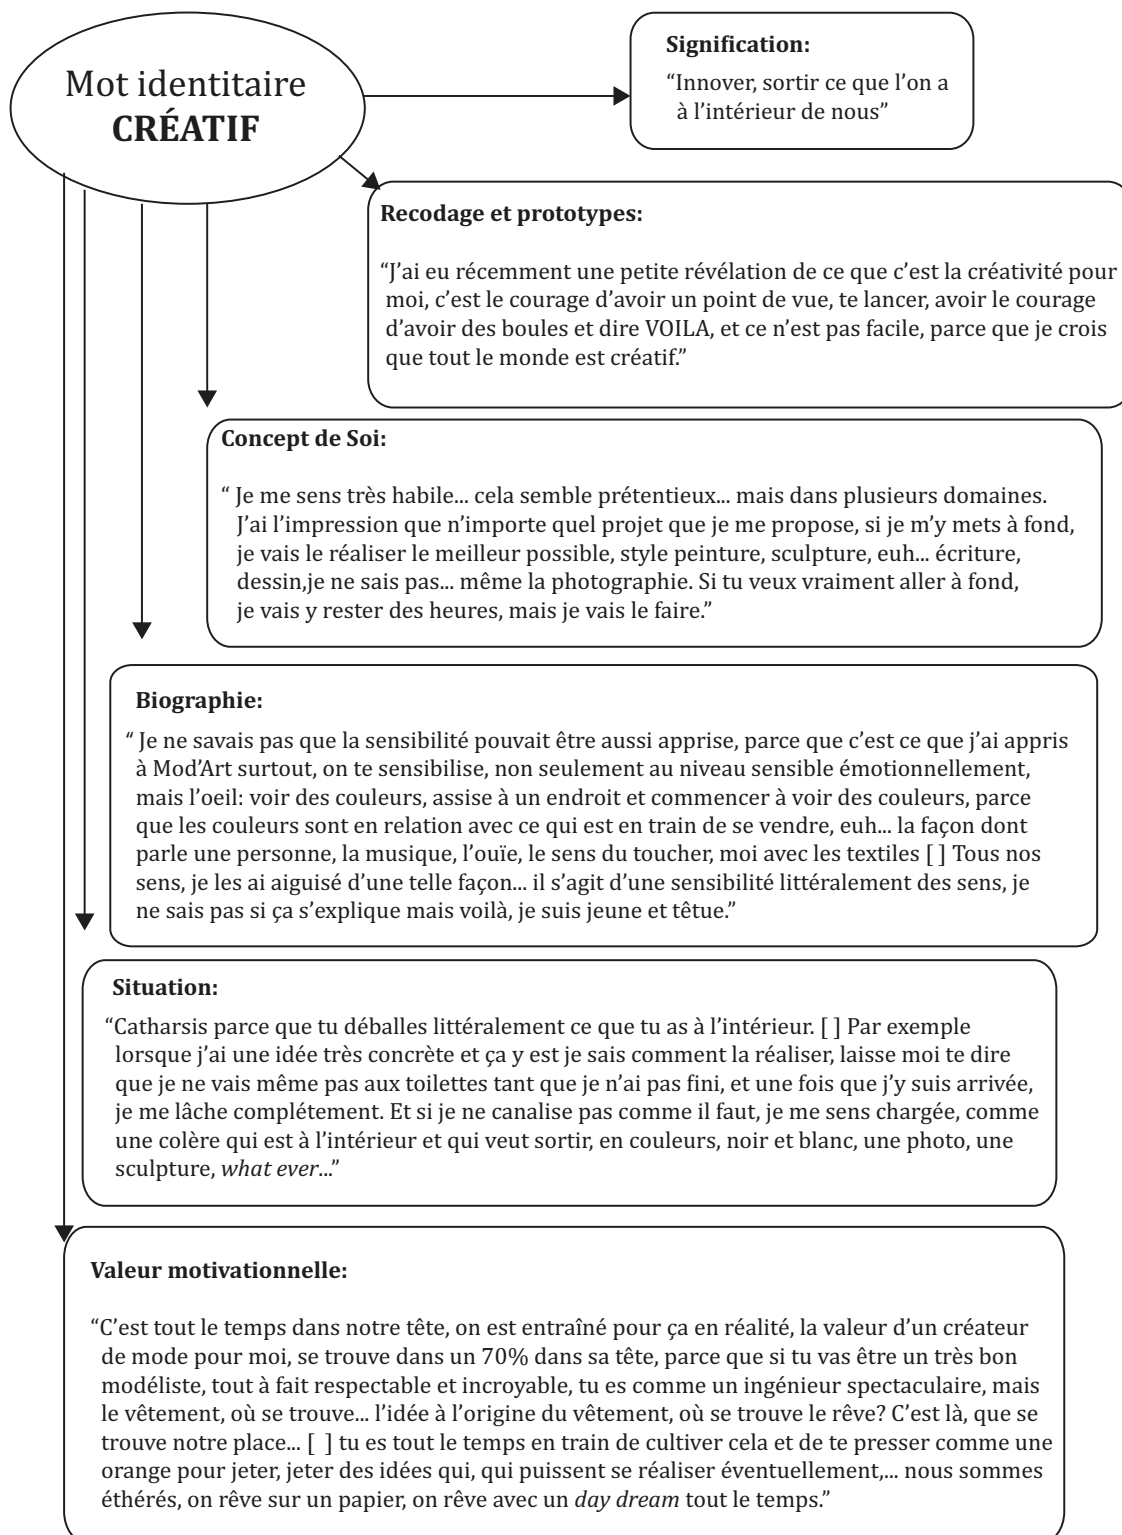 Mot identitaire
CRÉATIF
Signification:
“Innover, sortir ce que l’on a
à l’intérieur de nous”
Recodage et prototypes:
“J’ai eu récemment une petite révélation de ce que c’est la créativité pour
moi, c’est le courage d’avoir un point de vue, te lancer, avoir le courage
d’avoir des boules et dire VOILA, et ce n’est pas facile, parce que je crois
que tout le monde est créatif.”
Concept de Soi:
“ Je me sens très habile... cela semble prétentieux... mais dans plusieurs domaines.
J’ai l’impression que n’importe quel projet que je me propose, si je m’y mets à fond,
je vais le réaliser le meilleur possible, style peinture, sculpture, euh... écriture,
dessin,je ne sais pas... même la photographie. Si tu veux vraiment aller à fond,
je vais y rester des heures, mais je vais le faire.”
Biographie:
“ Je ne savais pas que la sensibilité pouvait être aussi apprise, parce que c’est ce que j’ai appris
à Mod’Art surtout, on te sensibilise, non seulement au niveau sensible émotionnellement,
mais l’oeil: voir des couleurs, assise à un endroit et commencer à voir des couleurs, parce
que les couleurs sont en relation avec ce qui est en train de se vendre, euh... la façon dont
parle une personne, la musique, l’ouïe, le sens du toucher, moi avec les textiles [ ] Tous nos
sens, je les ai aiguisé d’une telle façon... il s’agit d’une sensibilité littéralement des sens, je
ne sais pas si ça s’explique mais voilà, je suis jeune et têtue.”
Situation:
“Catharsis parce que tu déballes littéralement ce que tu as à l’intérieur. [ ] Par exemple
lorsque j’ai une idée très concrète et ça y est je sais comment la réaliser, laisse moi te dire
que je ne vais même pas aux toilettes tant que je n’ai pas fini, et une fois que j’y suis arrivée,
je me lâche complétement. Et si je ne canalise pas comme il faut, je me sens chargée, comme
une colère qui est à l’intérieur et qui veut sortir, en couleurs, noir et blanc, une photo, une
sculpture, what ever...”
Valeur motivationnelle:
“C’est tout le temps dans notre tête, on est entraîné pour ça en réalité, la valeur d’un créateur
de mode pour moi, se trouve dans un 70% dans sa tête, parce que si tu vas être un très bon
modéliste, tout à fait respectable et incroyable, tu es comme un ingénieur spectaculaire, mais
le vêtement, où se trouve... l’idée à l’origine du vêtement, où se trouve le rêve? C’est là, que se
trouve notre place... [ ] tu es tout le temps en train de cultiver cela et de te presser comme une
orange pour jeter, jeter des idées qui, qui puissent se réaliser éventuellement,... nous sommes
éthérés, on rêve sur un papier, on rêve avec un day dream tout le temps.”